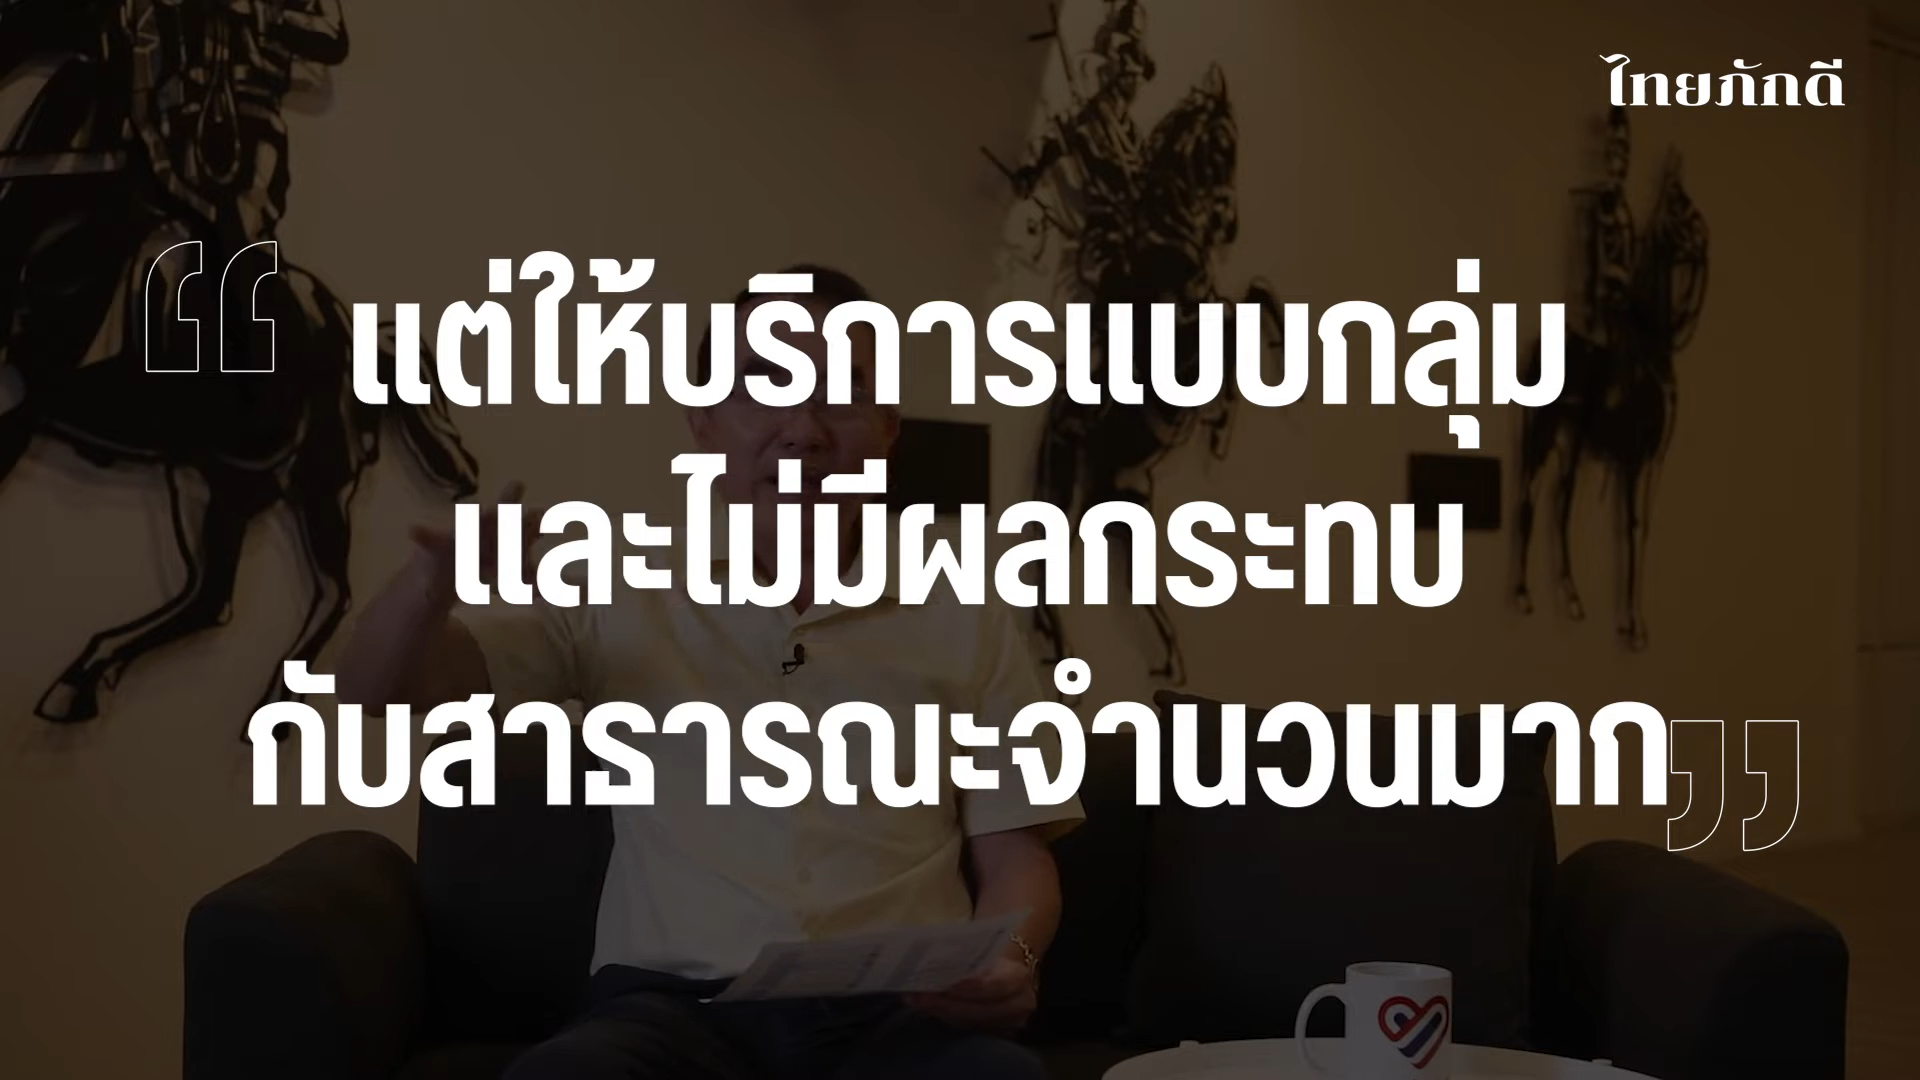 ไทยภักดี
“แต่ให้บริการแบบกลุ่ม
และไม่มีผลกระทบ
กับสาธารณะจำนวนมาก”